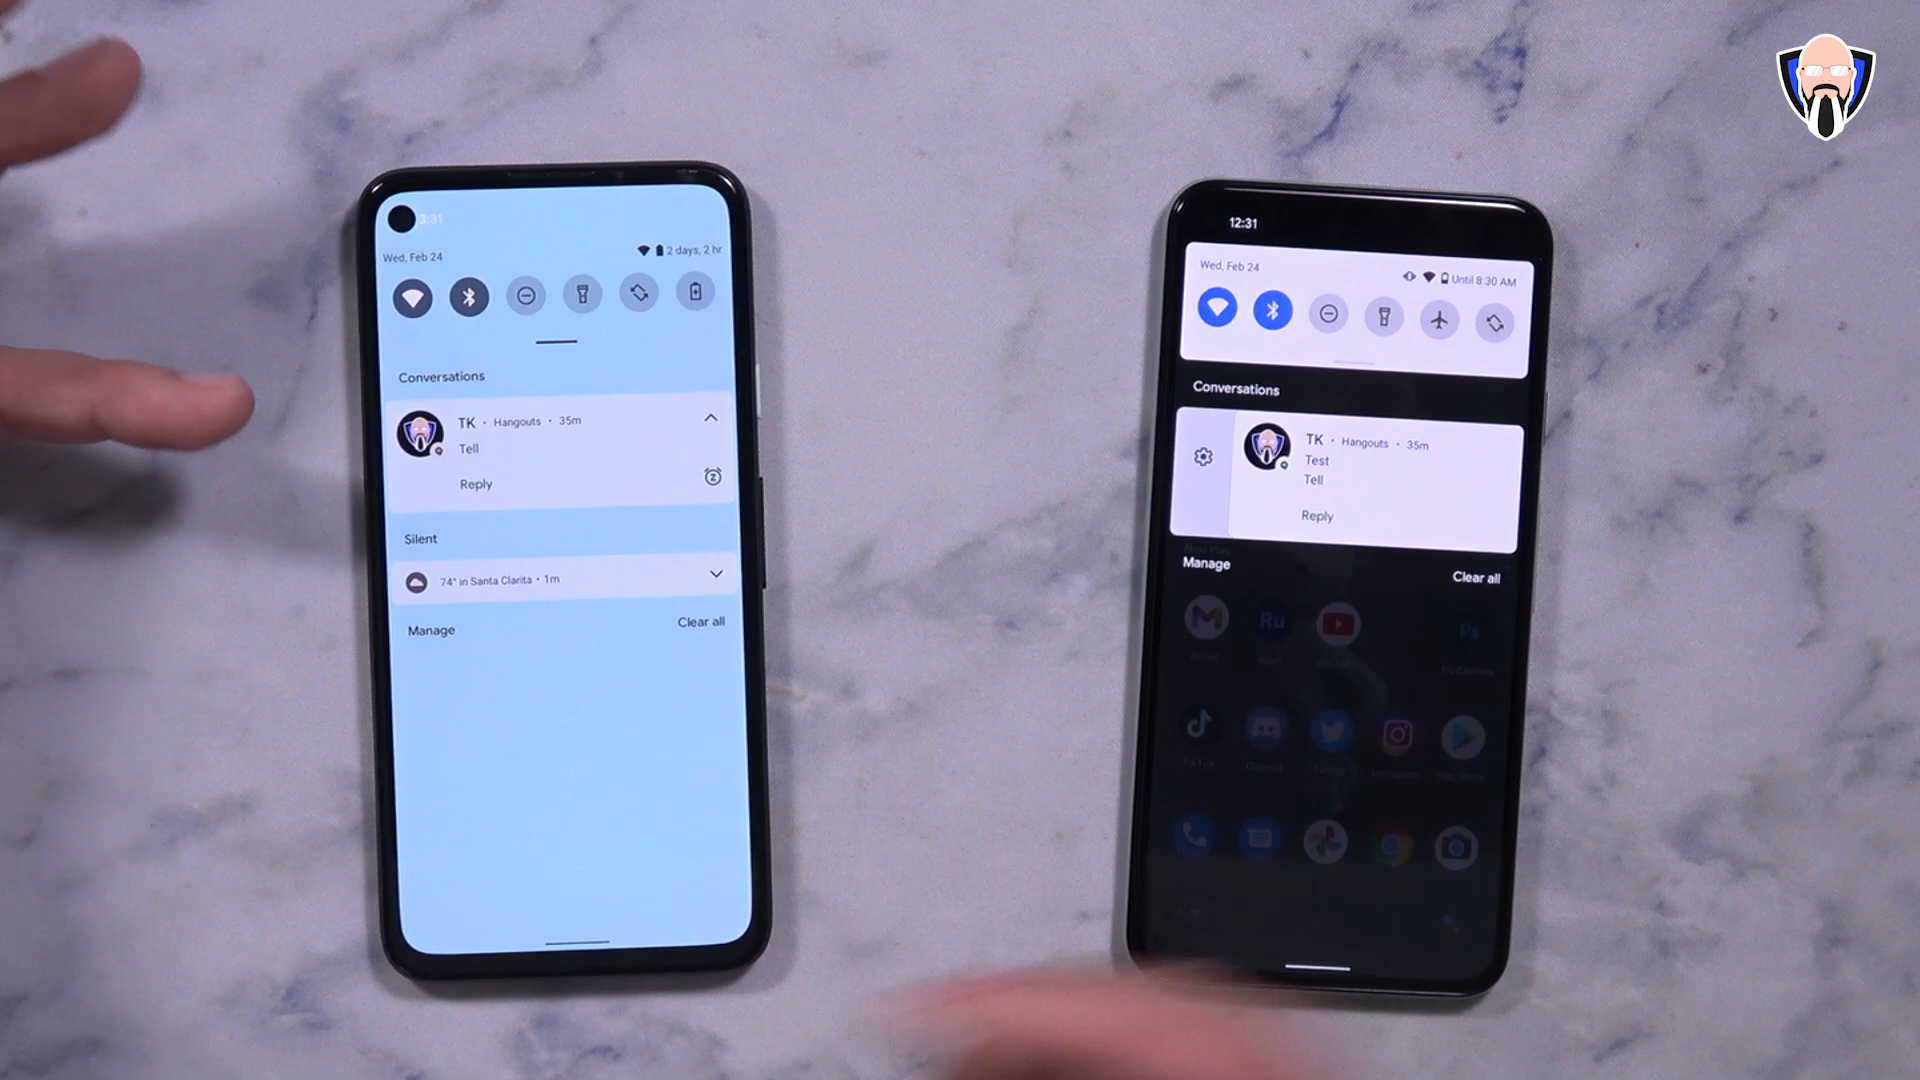 3:31
Wed, Feb 24
2 days, 2 hr
Conversations
TK • Hangouts • 35m
Tell
Reply
Silent
74° in Santa Clarita • 1m
Manage
Clear all
12:31
Wed, Feb 24
Until 8:30 AM
Conversations
TK • Hangouts • 35m
Test
Tell
Reply
Manage
Clear all
Ru
Ps